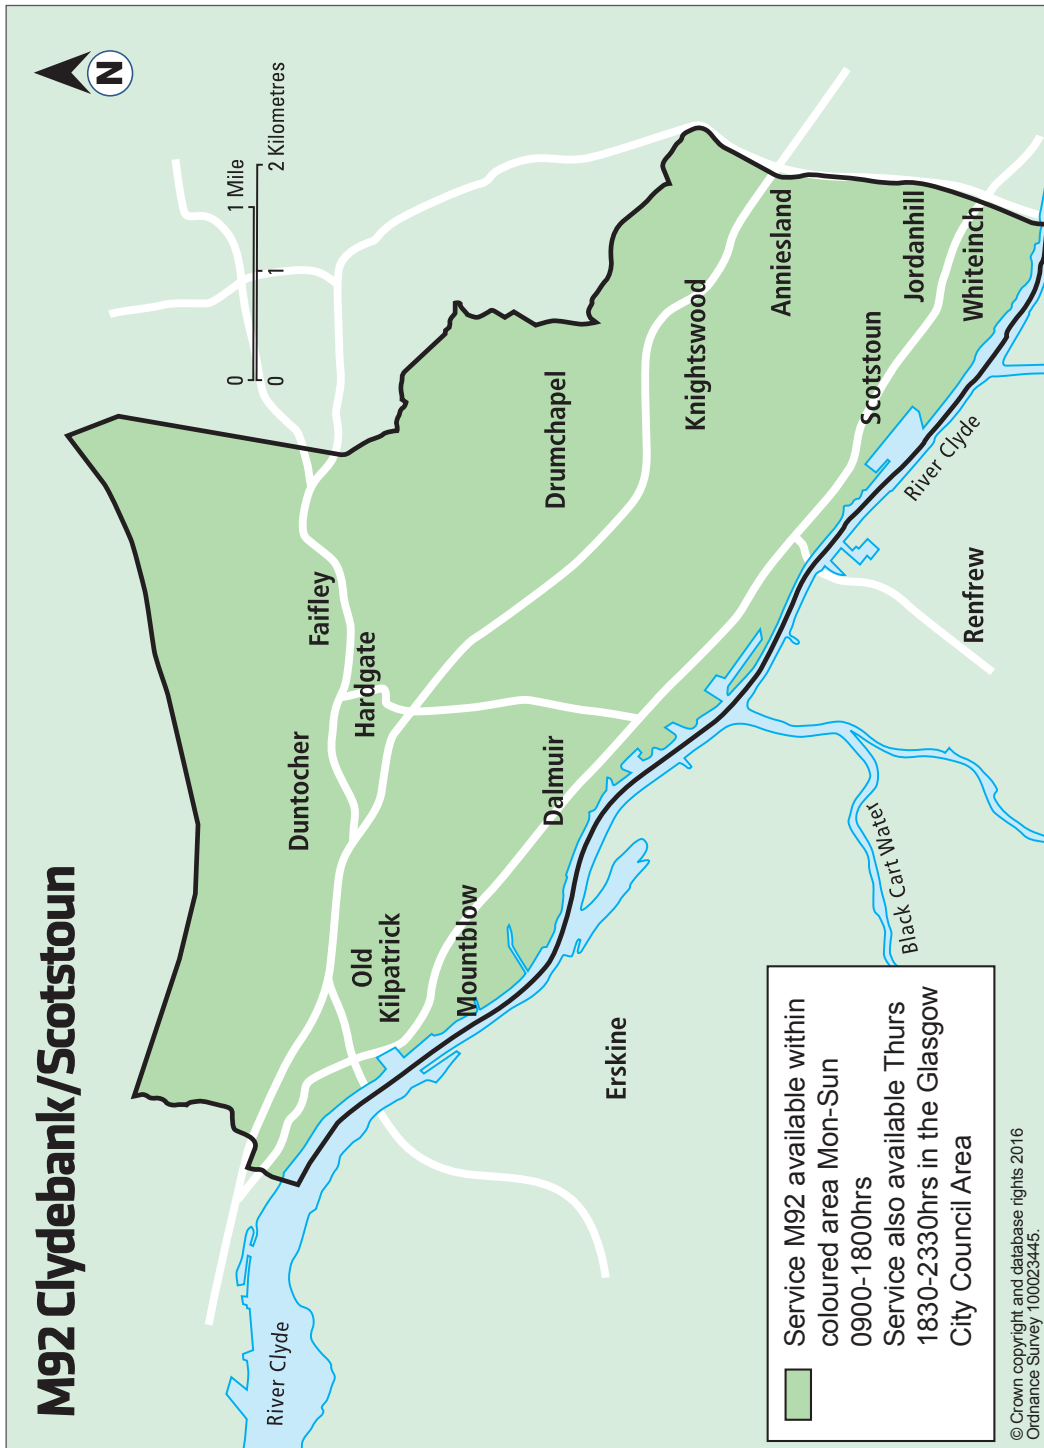 M92 Clydebank/Scotstoun
N
0
1 Mile
0
1
2 Kilometres
Faifley
Duntocher
Hardgate
Drumchapel
Old
Kilpatrick
Mountblow
Dalmuir
Knightswood
Anniesland
Scotstoun
Jordanhill
Whiteinch
River Clyde
River Clyde
Erskine
Renfrew
Black Cart Water
Service M92 available within
coloured area Mon-Sun
0900-1800hrs
Service also available Thurs
1830-2330hrs in the Glasgow
City Council Area
© Crown copyright and database rights 2016
Ordnance Survey 100023445.